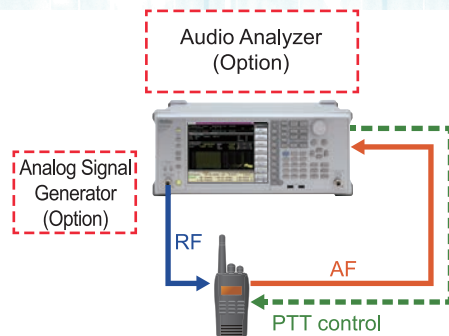 Audio Analyzer
(Option)
Analog Signal
Generator
(Option)
RF
AF
PTT control